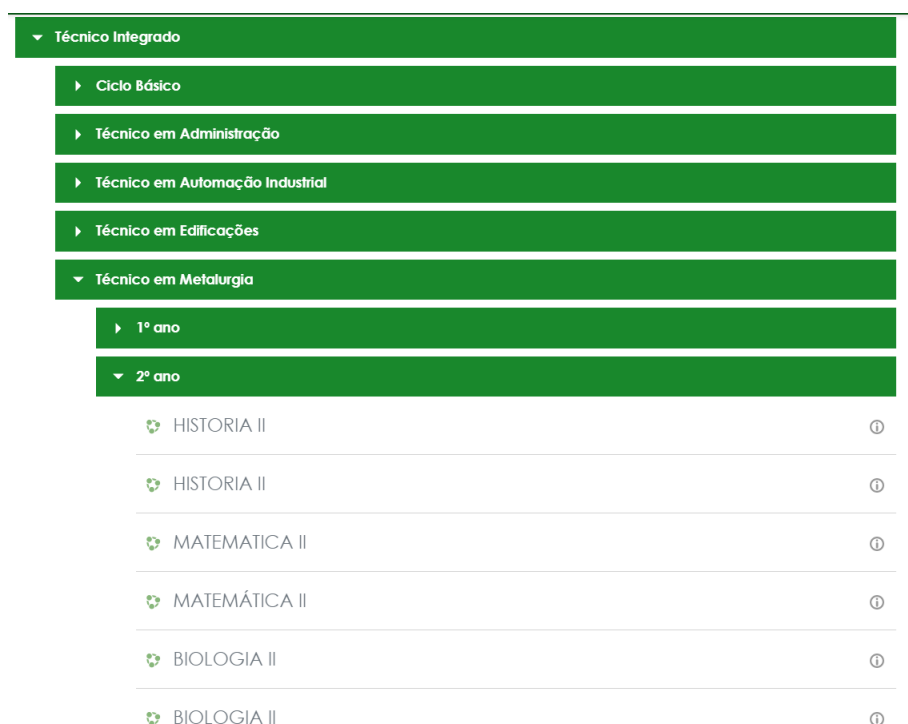 Técnico Integrado
Ciclo Básico
Técnico em Administração
Técnico em Automação Industrial
Técnico em Edificações
Técnico em Metalurgia
1º ano
2º ano
HISTORIA II
HISTORIA II
MATEMATICA II
MATEMÁTICA II
BIOLOGIA II
BIOLOGIA II